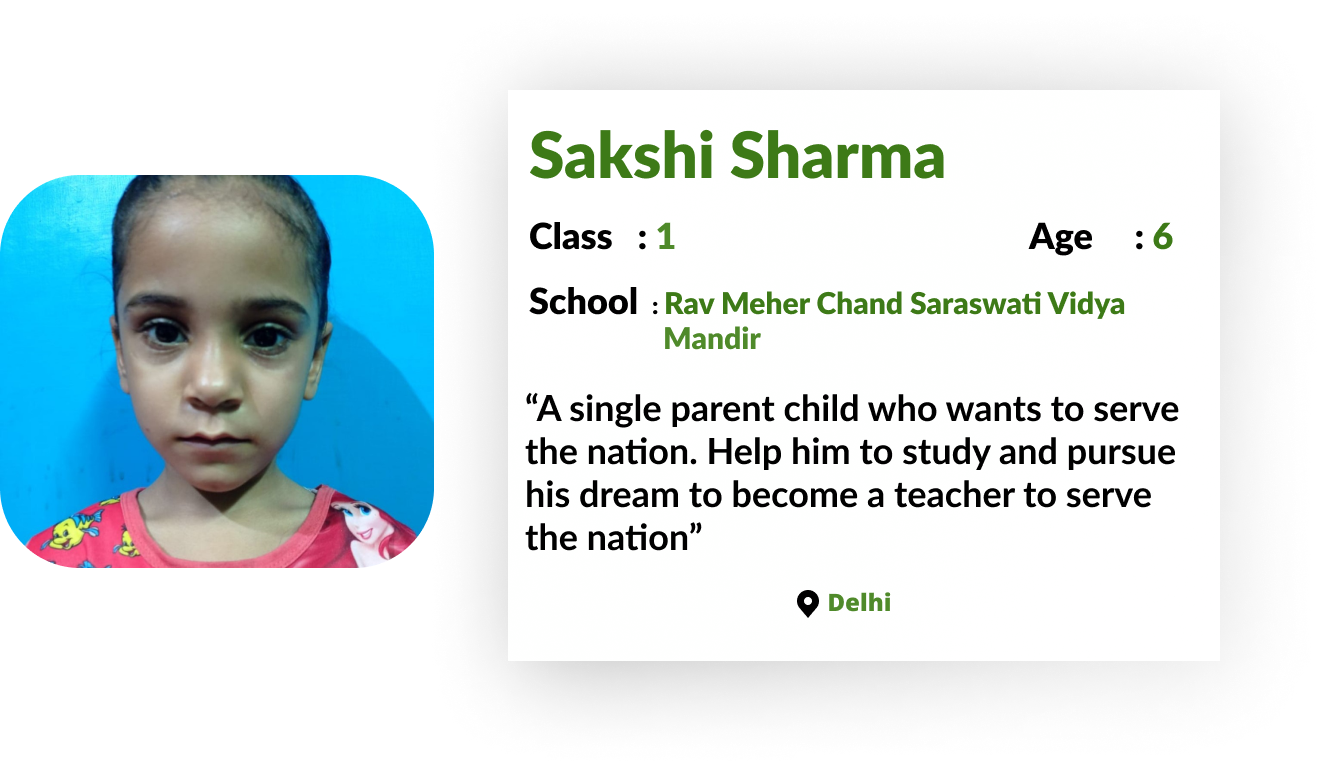 Sakshi Sharma
Class : 1 Age : 6
School : Rav Meher Chand Saraswati Vidya
Mandir
“A single parent child who wants to serve
the nation. Help him to study and pursue
his dream to become a teacher to serve
the nation”
Delhi